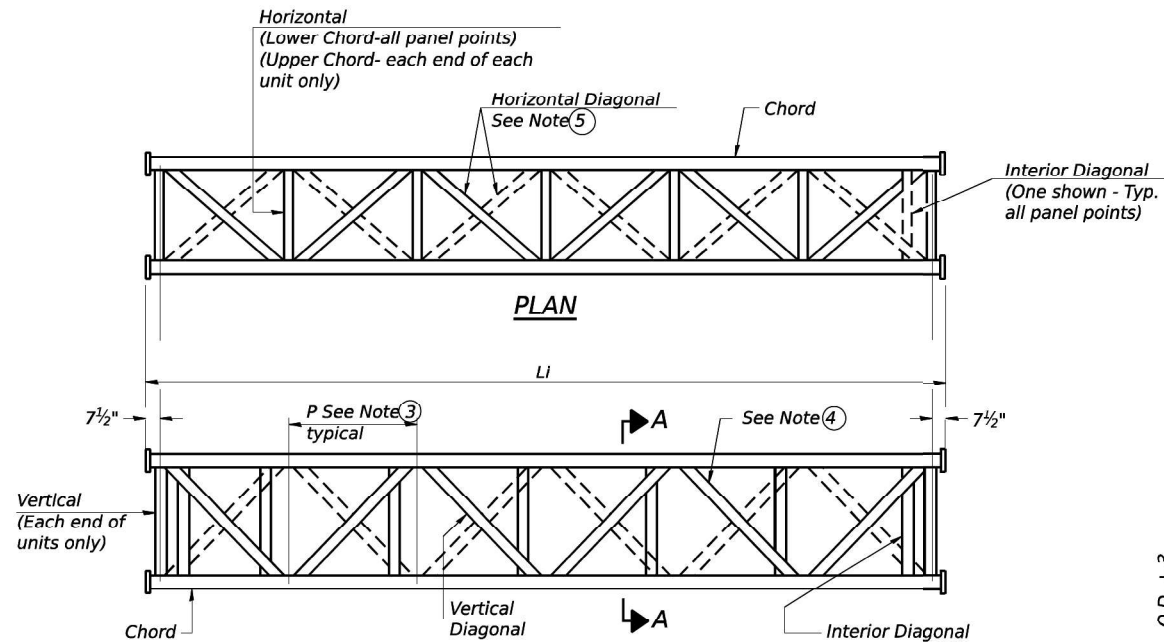 Horizontal
(Lower Chord-all panel points)
(Upper Chord- each end of each
unit only)
Horizontal Diagonal
See Note 5
Chord
Interior Diagonal
(One shown - Typ.
all panel points)
PLAN
Li
7½"
P See Note 3
typical
A
See Note 4
7½"
Vertical
(Each end of
units only)
Chord
Vertical
Diagonal
A
Interior Diagonal